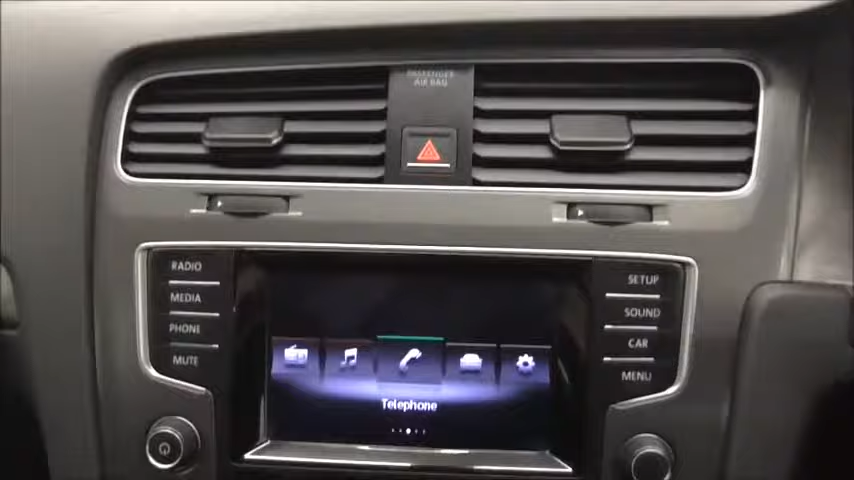 PASSENGER
AIR BAG
RADIO
MEDIA
PHONE
MUTE
SETUP
SOUND
CAR
MENU
Telephone